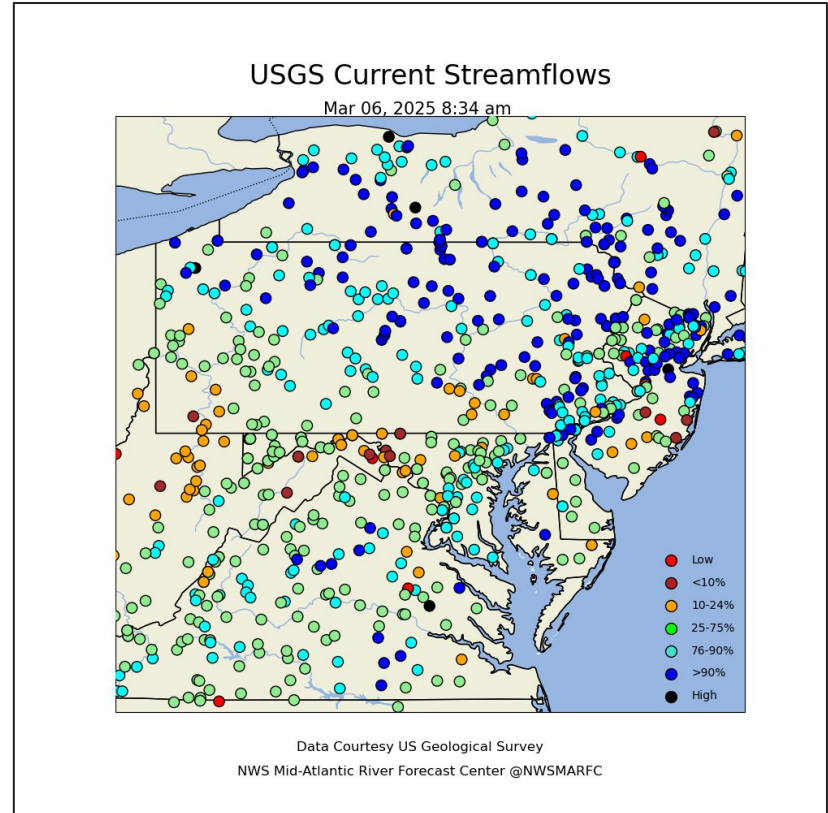 USGS Current Streamflows
Mar 06, 2025 8:34 am
Low
<10%
10-24%
25-75%
76-90%
>90%
High
Data Courtesy US Geological Survey
NWS Mid-Atlantic River Forecast Center @NWSMARFC